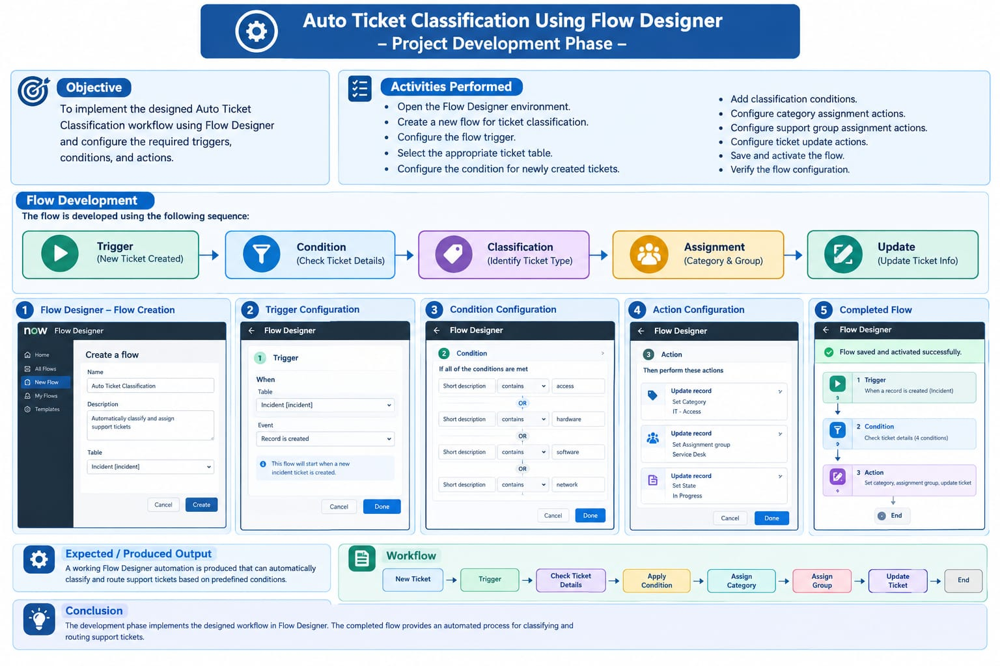 Auto Ticket Classification Using Flow Designer
– Project Development Phase –
Objective
To implement the designed Auto Ticket
Classification workflow using Flow Designer
and configure the required triggers,
conditions, and actions.
Activities Performed
• Open the Flow Designer environment.
• Create a new flow for ticket classification.
• Configure the flow trigger.
• Select the appropriate ticket table.
• Configure the condition for newly created tickets.
• Add classification conditions.
• Configure category assignment actions.
• Configure support group assignment actions.
• Configure ticket update actions.
• Save and activate the flow.
• Verify the flow configuration.
Flow Development
The flow is developed using the following sequence:
Trigger
(New Ticket Created)
Condition
(Check Ticket Details)
Classification
(Identify Ticket Type)
Assignment
(Category & Group)
Update
(Update Ticket Info)
1 Flow Designer – Flow Creation
now Flow Designer
Home
All Flows
New Flow
My Flows
Templates
Create a flow
Name
Auto Ticket Classification
Description
Automatically classify and assign
support tickets
Table
Incident [incident]
Cancel Create
2 Trigger Configuration
← Flow Designer
1 Trigger
When
Table
Incident [incident]
Event
Record is created
This flow will start when a new
incident ticket is created.
Cancel Done
3 Condition Configuration
← Flow Designer
2 Condition
If all of the conditions are met
Short description contains access
OR
Short description contains hardware
OR
Short description contains software
OR
Short description contains network
Cancel Done
4 Action Configuration
← Flow Designer
3 Action
Then perform these actions
Update record
Set Category
IT - Access
Update record
Set Assignment group
Service Desk
Update record
Set State
In Progress
Cancel Done
5 Completed Flow
← Flow Designer
Flow saved and activated successfully.
1 Trigger
When a record is created (Incident)
2 Condition
Check ticket details (4 conditions)
3 Action
Set category, assignment group, update ticket
End
Expected / Produced Output
A working Flow Designer automation is produced that can automatically
classify and route support tickets based on predefined conditions.
Workflow
New Ticket
Trigger
Check Ticket
Details
Apply
Condition
Assign
Category
Assign
Group
Update
Ticket
End
Conclusion
The development phase implements the designed workflow in Flow Designer. The completed flow provides an automated process for classifying and
routing support tickets.